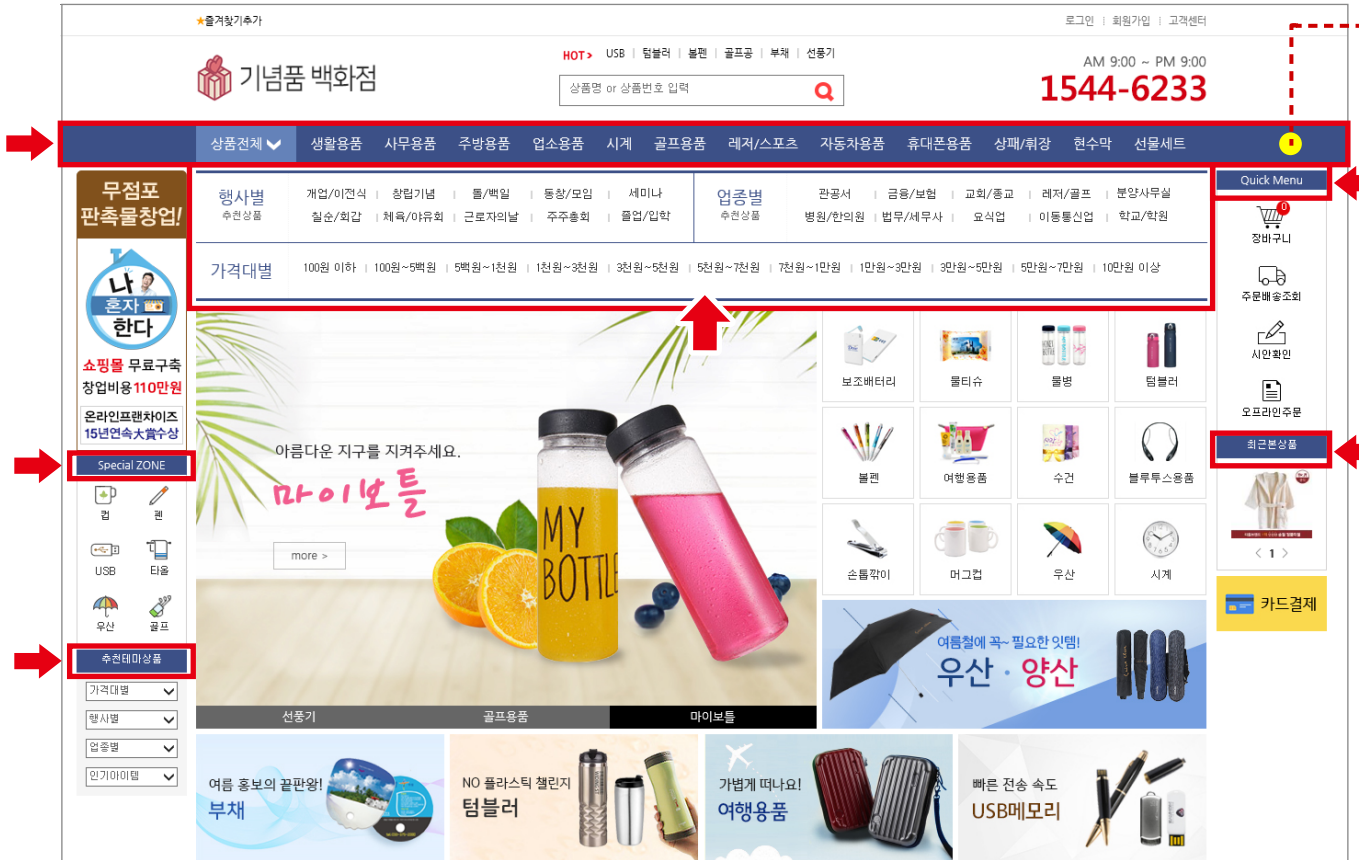 ★즐겨찾기추가
로그인 | 회원가입 | 고객센터
기념품 백화점
HOT > USB | 텀블러 | 볼펜 | 골프공 | 부채 | 선풍기
상품명 or 상품번호 입력
AM 9:00 ~ PM 9:00
1544-6233
상품전체 생활용품 사무용품 주방용품 업소용품 시계 골프용품 레저/스포츠 자동차용품 휴대폰용품 상패/휘장 현수막 선물세트
행사별
추천상품
개업/이전식 | 창립기념 | 돌/백일 | 동창/모임 | 세미나
칠순/회갑 | 체육/야유회 | 근로자의날 | 주주총회 | 졸업/입학
업종별
추천상품
관공서 | 금융/보험 | 교회/종교 | 레저/골프 | 분양사무실
병원/한의원 | 법무/세무사 | 요식업 | 이동통신업 | 학교/학원
가격대별
100원 이하 | 100원~5백원 | 5백원~1천원 | 1천원~3천원 | 3천원~5천원 | 5천원~7천원 | 7천원~1만원 | 1만원~3만원 | 3만원~5만원 | 5만원~7만원 | 10만원 이상
무점포
판촉물창업!
나
혼자
한다
쇼핑몰 무료구축
창업비용110만원
온라인프랜차이즈
15년연속大賞수상
Special ZONE
컵 펜
USB 타올
우산 골프
추천테마상품
가격대별
행사별
업종별
인기아이템
아름다운 지구를 지켜주세요.
마이보틀
more >
MY
BOTTLE
선풍기 골프용품 마이보틀
보조배터리 물티슈 물병 텀블러
볼펜 여행용품 수건 블루투스용품
손톱깎이 머그컵 우산 시계
여름철에 꼭~ 필요한 잇템!
우산 · 양산
여름 홍보의 끝판왕!
부채
NO 플라스틱 챌린지
텀블러
가볍게 떠나요!
여행용품
빠른 전송 속도
USB메모리
Quick Menu
0
장바구니
주문배송조회
시안확인
오프라인주문
최근본상품
< 1 >
카드결제